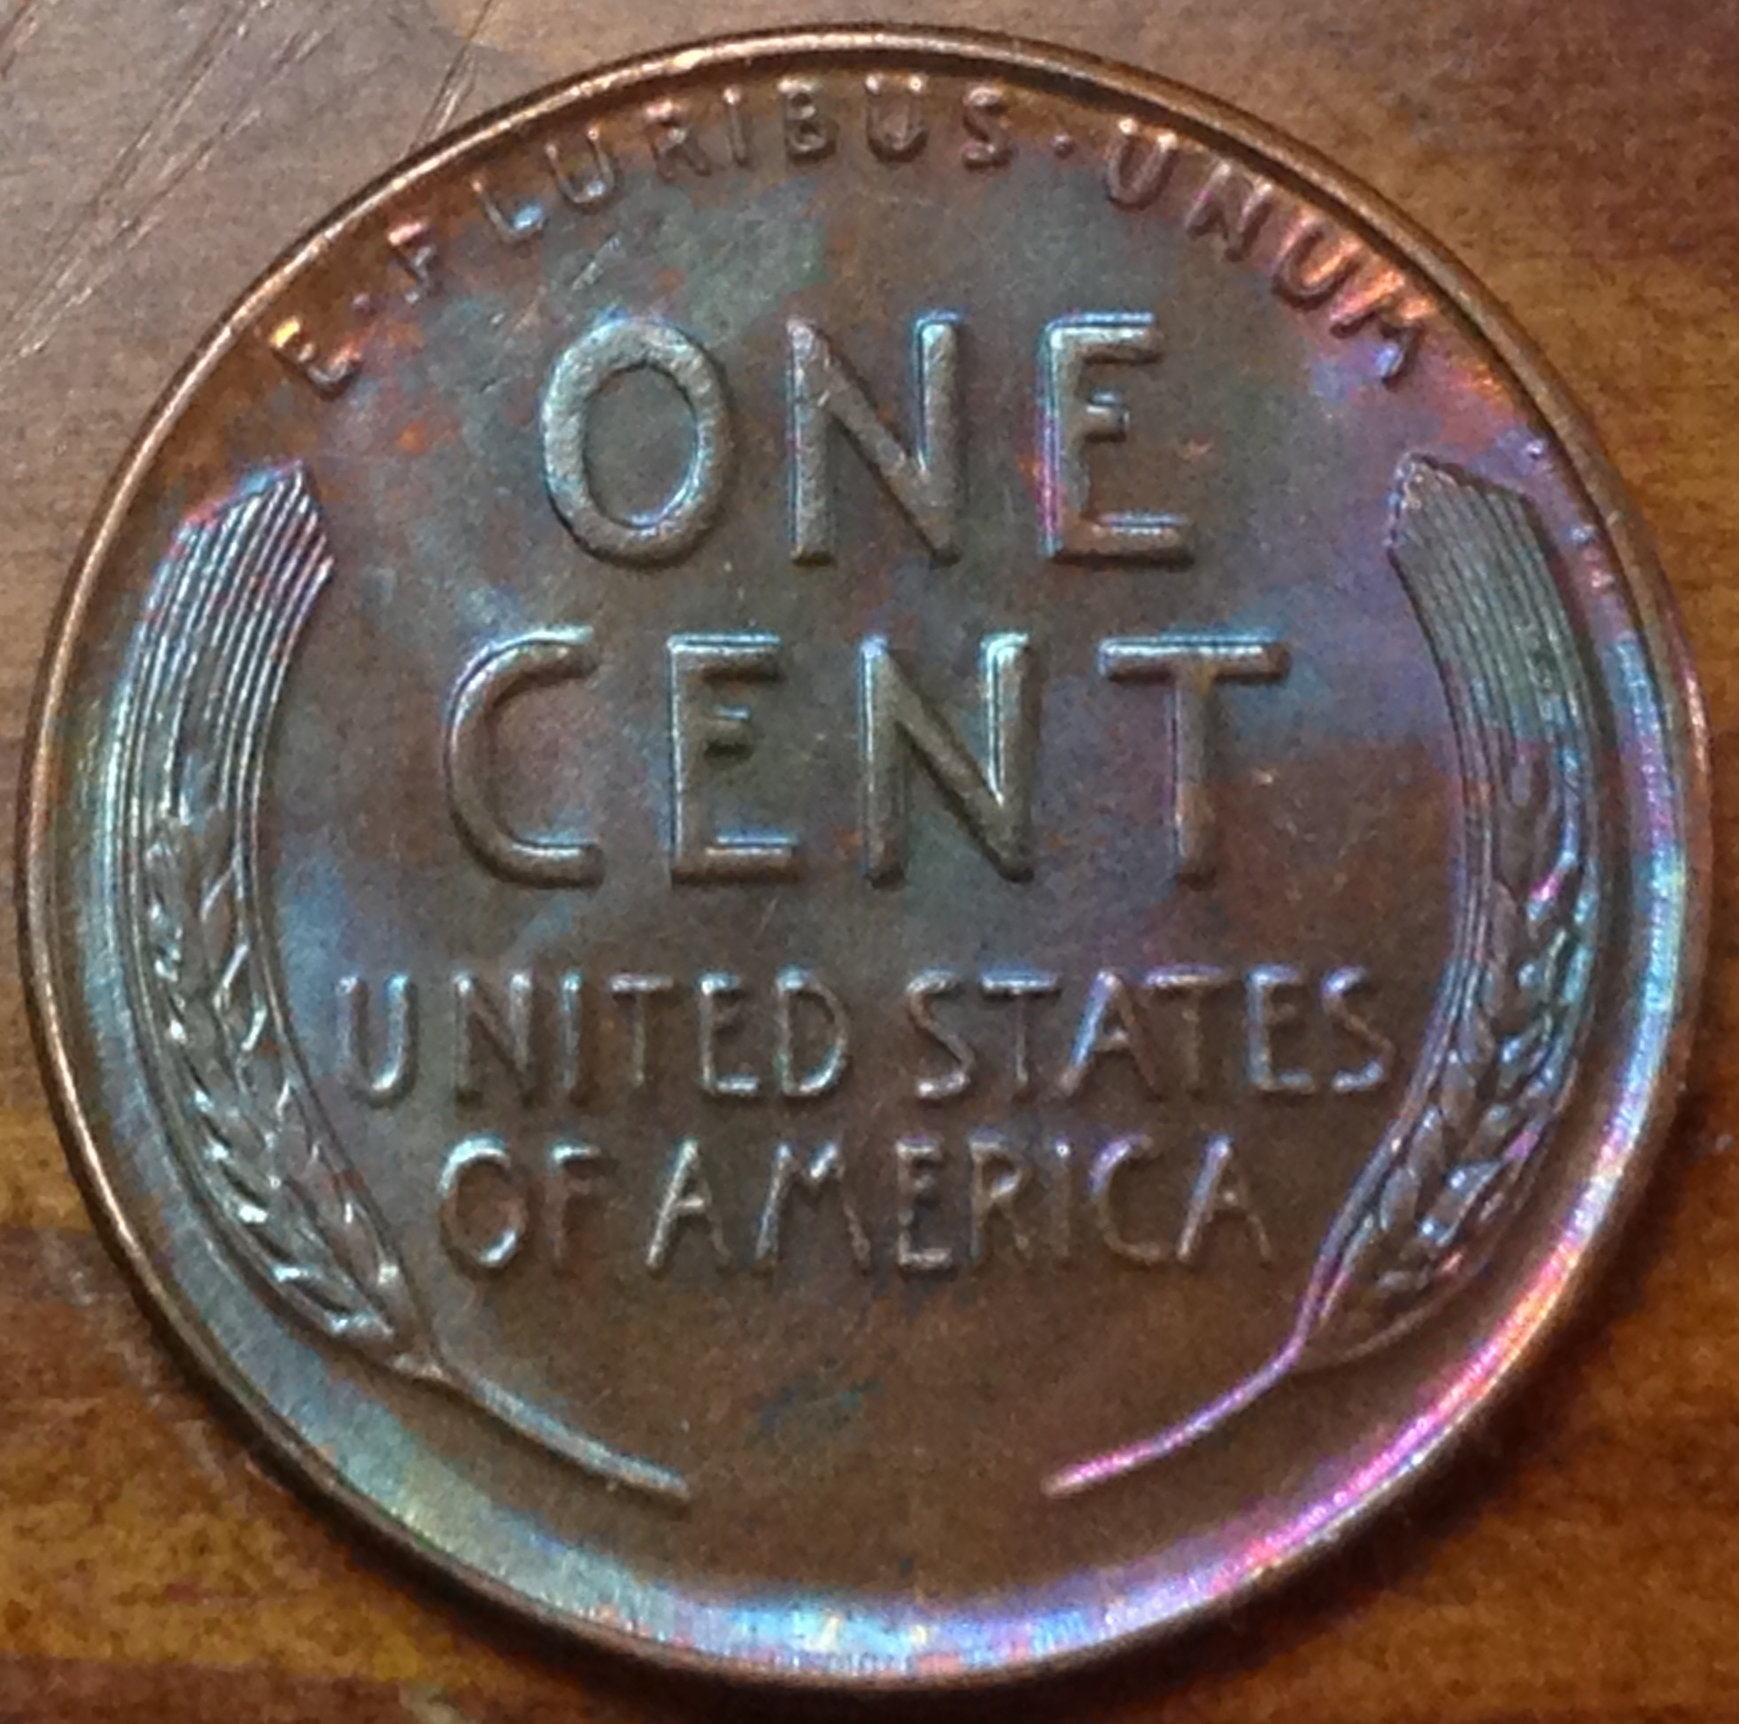 E·PLURIBUS·UNUM
ONE
CENT
UNITED STATES
OF AMERICA